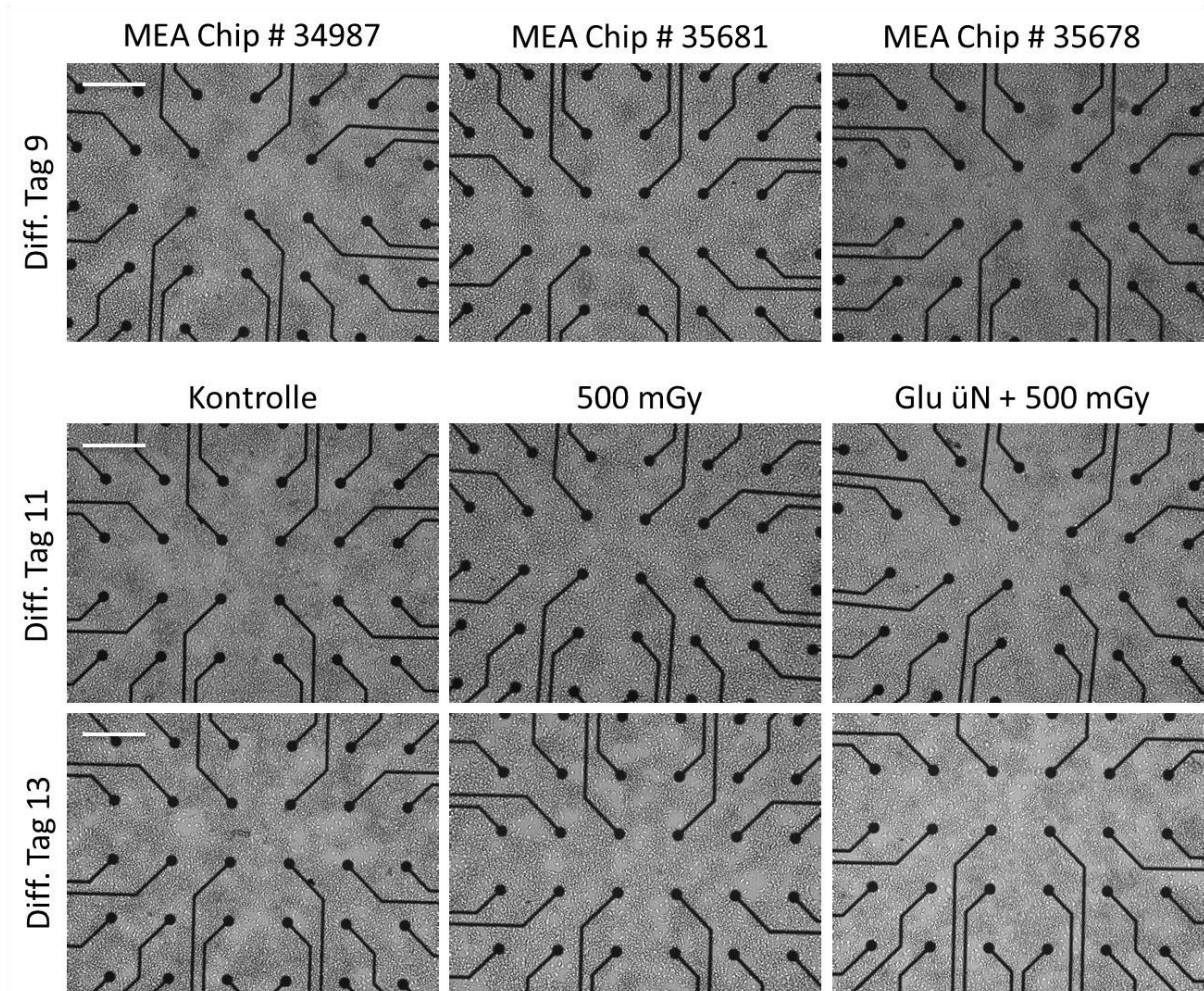 MEA Chip # 34987
MEA Chip # 35681
MEA Chip # 35678
Diff. Tag 9
Kontrolle
500 mGy
Glu üN + 500 mGy
Diff. Tag 11
Diff. Tag 13